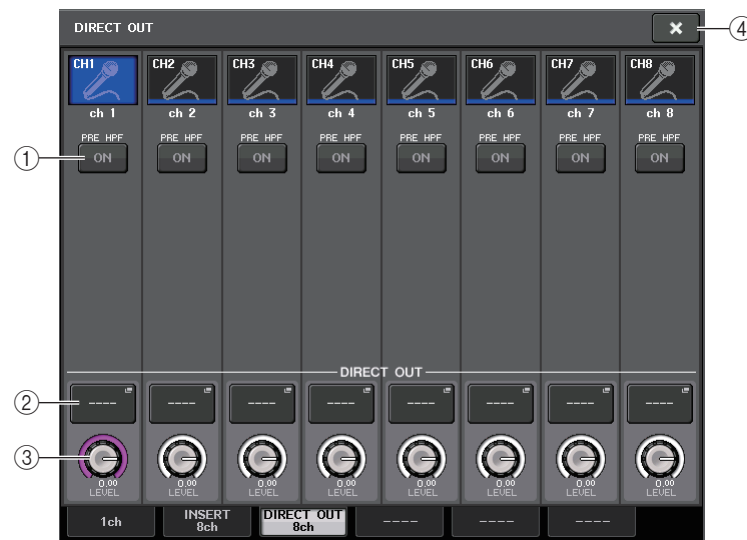 DIRECT OUT
④
CH1 CH2 CH3 CH4 CH5 CH6 CH7 CH8
ch 1 ch 2 ch 3 ch 4 ch 5 ch 6 ch 7 ch 8
PRE HPF PRE HPF PRE HPF PRE HPF PRE HPF PRE HPF PRE HPF PRE HPF
① ON ON ON ON ON ON ON ON
DIRECT OUT
② ---- ---- ---- ---- ---- ---- ---- ----
③
0.00 0.00 0.00 0.00 0.00 0.00 0.00 0.00
LEVEL LEVEL LEVEL LEVEL LEVEL LEVEL LEVEL LEVEL
1ch INSERT 8ch DIRECT OUT 8ch ---- ---- ----